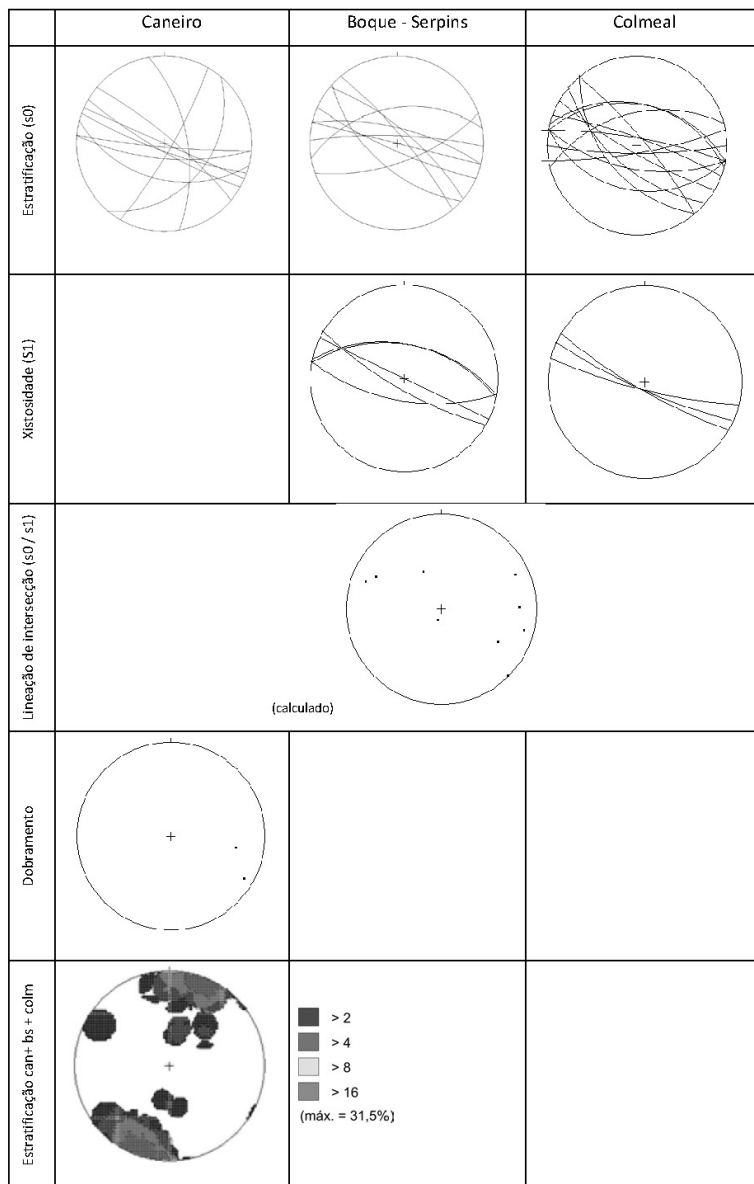 Caneiro
Boque - Serpins
Colmeal
Estratificação (s0)
Xistosidade (S1)
Lineação de intersecção (s0 / s1)
(calculado)
Dobramento
Estratificação can+ bs + colm
> 2
> 4
> 8
> 16
(máx. = 31,5%)